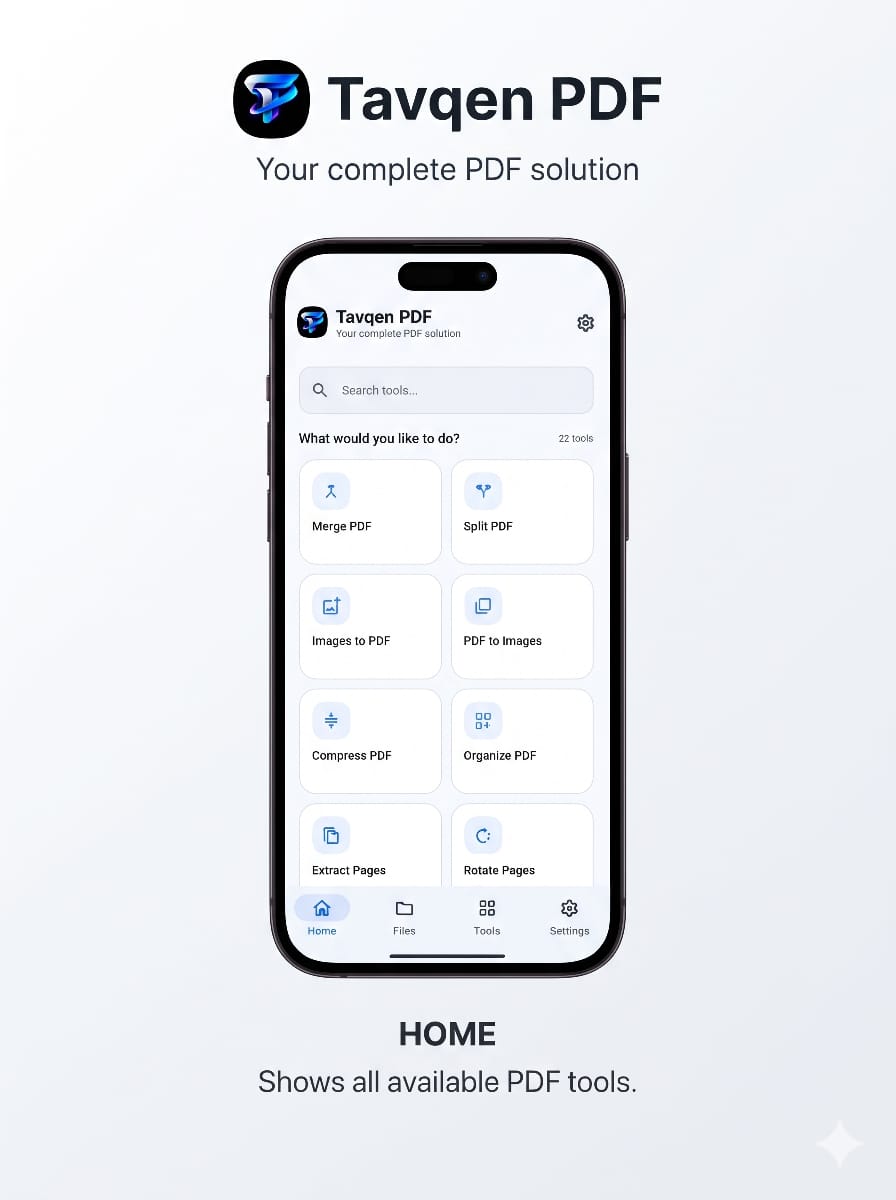 Tavqen PDF
Your complete PDF solution
Tavqen PDF
Your complete PDF solution
Search tools...
What would you like to do?
22 tools
Merge PDF
Split PDF
Images to PDF
PDF to Images
Compress PDF
Organize PDF
Extract Pages
Rotate Pages
Home
Files
Tools
Settings
HOME
Shows all available PDF tools.